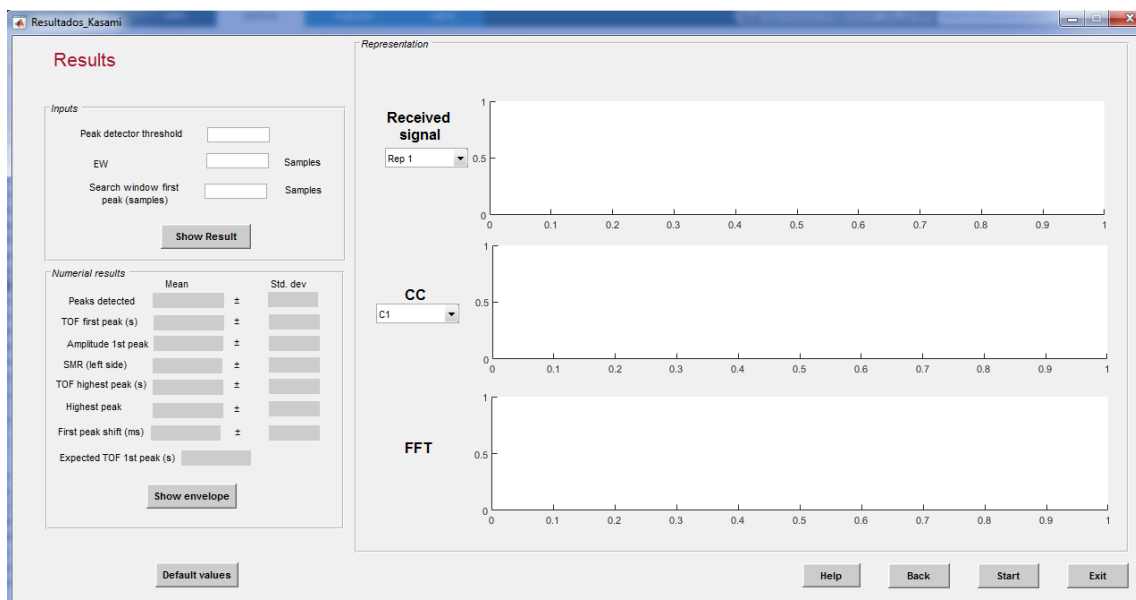 Resultados_Kasami
Results
Inputs
Peak detector threshold
EW
Samples
Search window first
peak (samples)
Samples
Show Result
Numerial results
Mean
Std. dev
Peaks detected
±
TOF first peak (s)
±
Amplitude 1st peak
±
SMR (left side)
±
TOF highest peak (s)
±
Highest peak
±
First peak shift (ms)
±
Expected TOF 1st peak (s)
Show envelope
Default values
Representation
Received
signal
Rep 1
1
0.5
0
0 0.1 0.2 0.3 0.4 0.5 0.6 0.7 0.8 0.9 1
CC
C1
1
0.5
0
0 0.1 0.2 0.3 0.4 0.5 0.6 0.7 0.8 0.9 1
FFT
1
0.5
0
0 0.1 0.2 0.3 0.4 0.5 0.6 0.7 0.8 0.9 1
Help
Back
Start
Exit